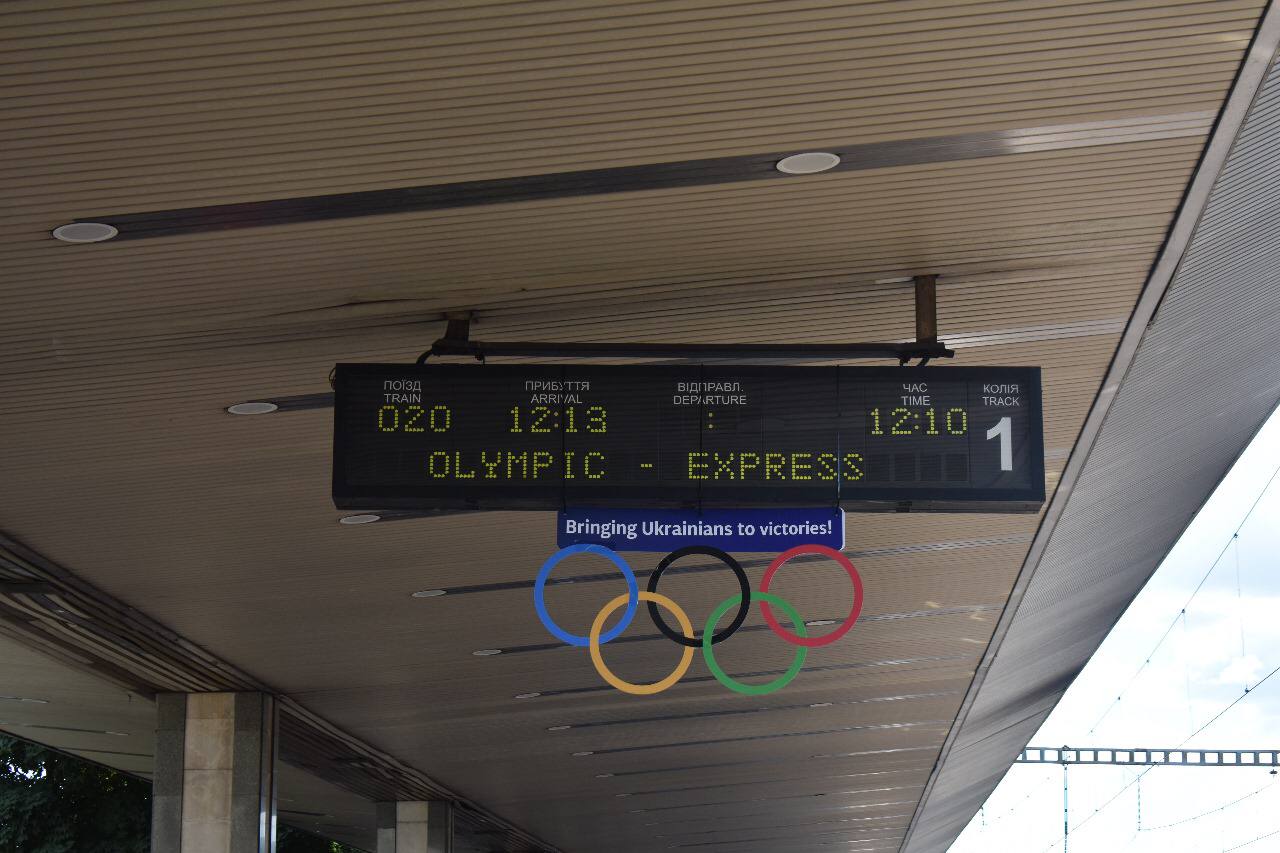 ПОЇЗД ПРИБУТТЯ ВІДПРАВЛ. ЧАС КОЛІЯ
TRAIN ARRIVAL DEPARTURE TIME TRACK
020 12:13 : 12:10 1
OLYMPIC - EXPRESS
Bringing Ukrainians to victories!